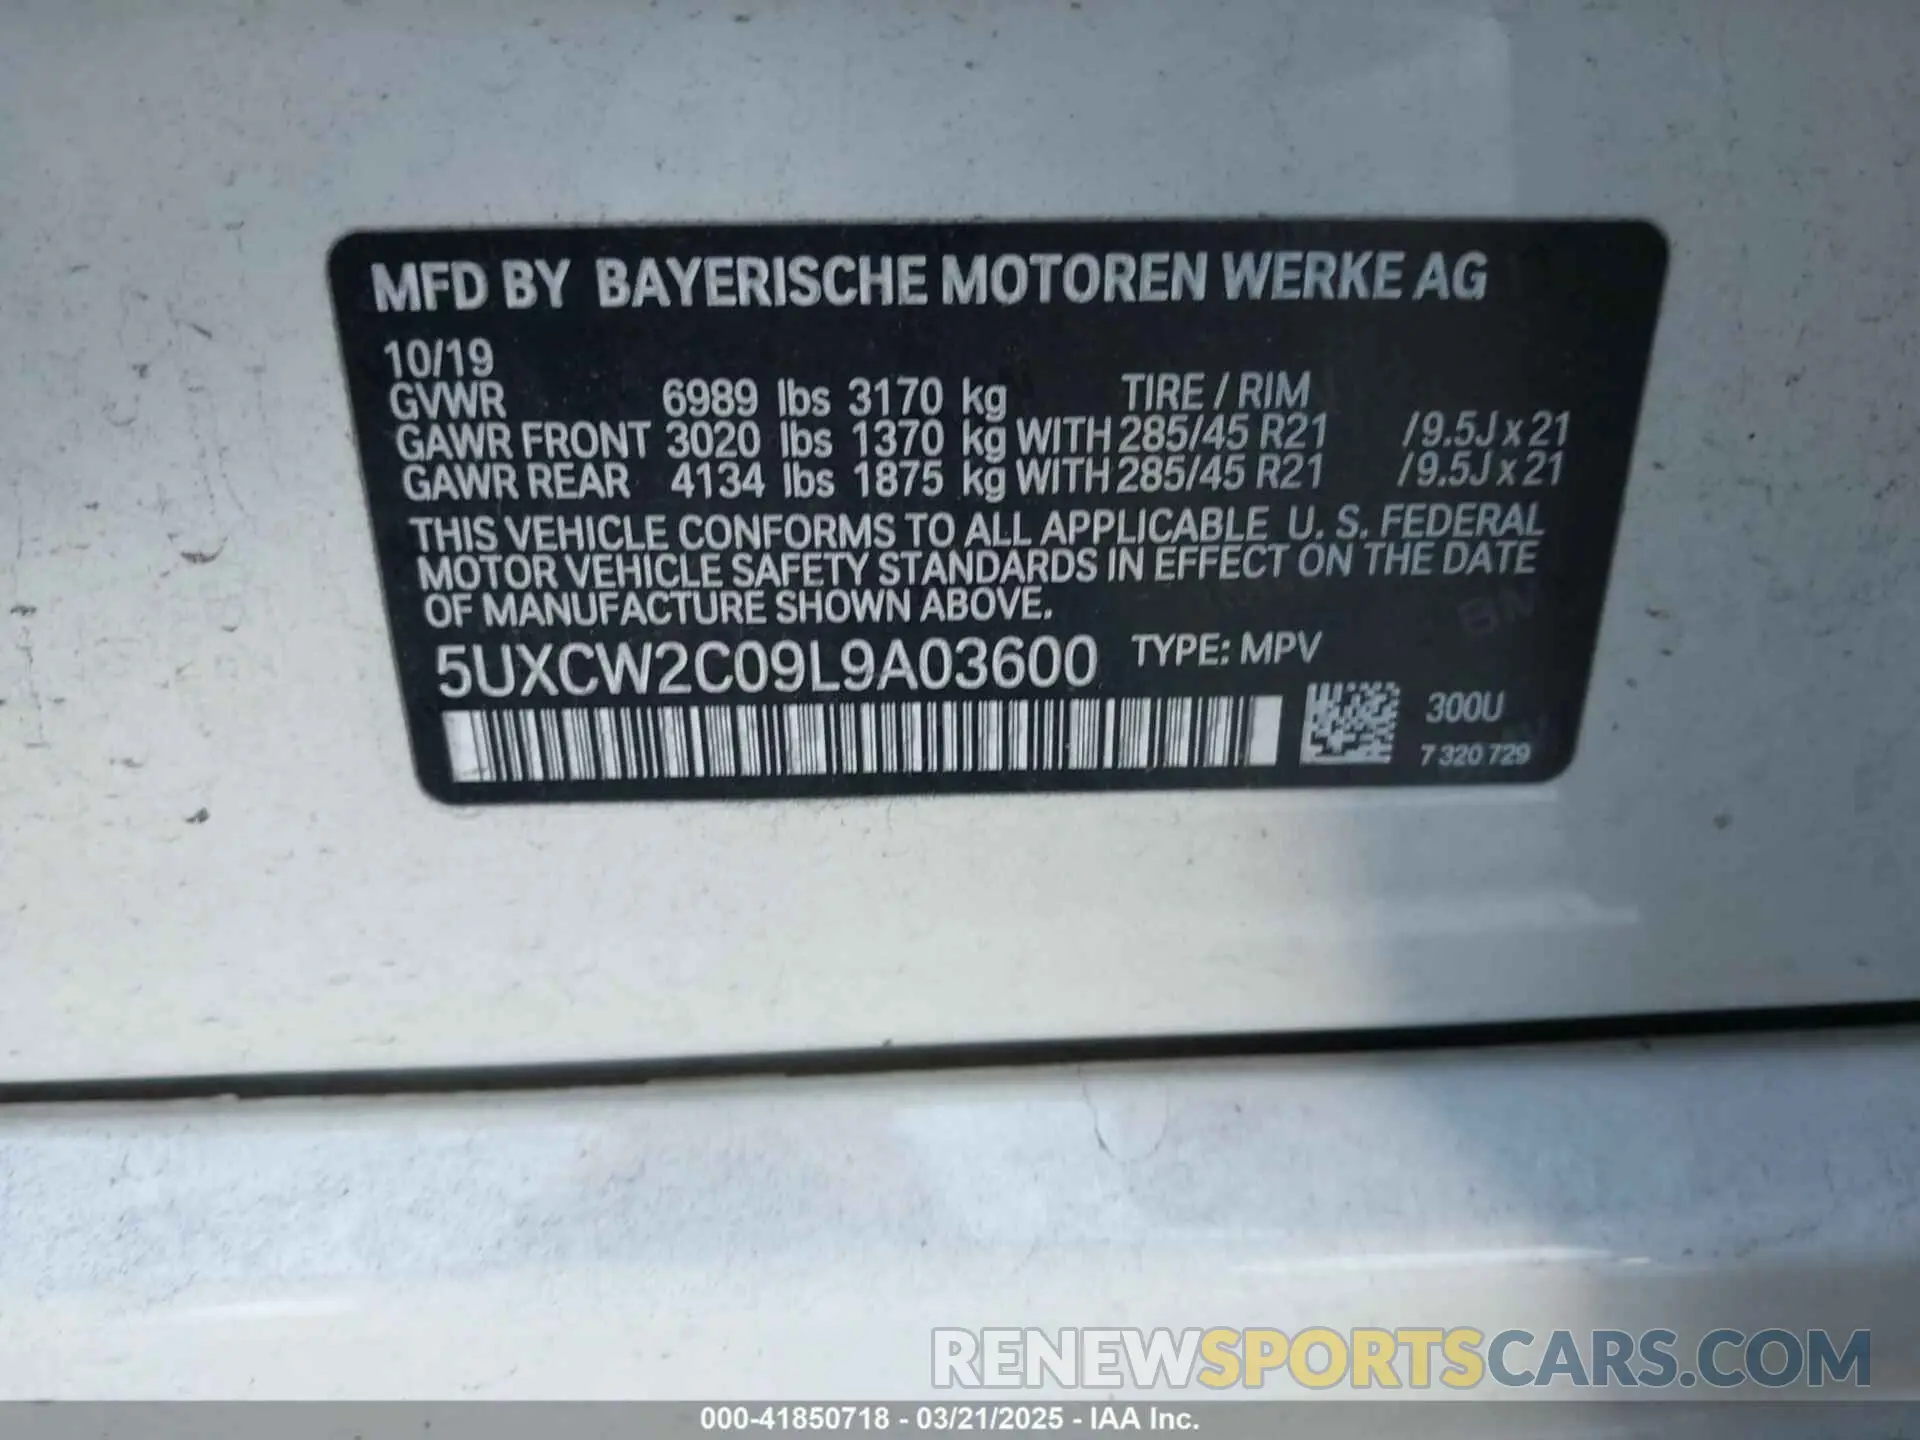 MFD BY BAYERISCHE MOTOREN WERKE AG
10/19
GVWR 6989 lbs 3170 kg TIRE / RIM
GAWR FRONT 3020 lbs 1370 kg WITH 285/45 R21 /9.5J x 21
GAWR REAR 4134 lbs 1875 kg WITH 285/45 R21 /9.5J x 21
THIS VEHICLE CONFORMS TO ALL APPLICABLE U. S. FEDERAL
MOTOR VEHICLE SAFETY STANDARDS IN EFFECT ON THE DATE
OF MANUFACTURE SHOWN ABOVE.
5UXCW2C09L9A03600 TYPE: MPV
300U
7 320 729
RENEWSPORTSCARS.COM
000-41850718 - 03/21/2025 - IAA Inc.